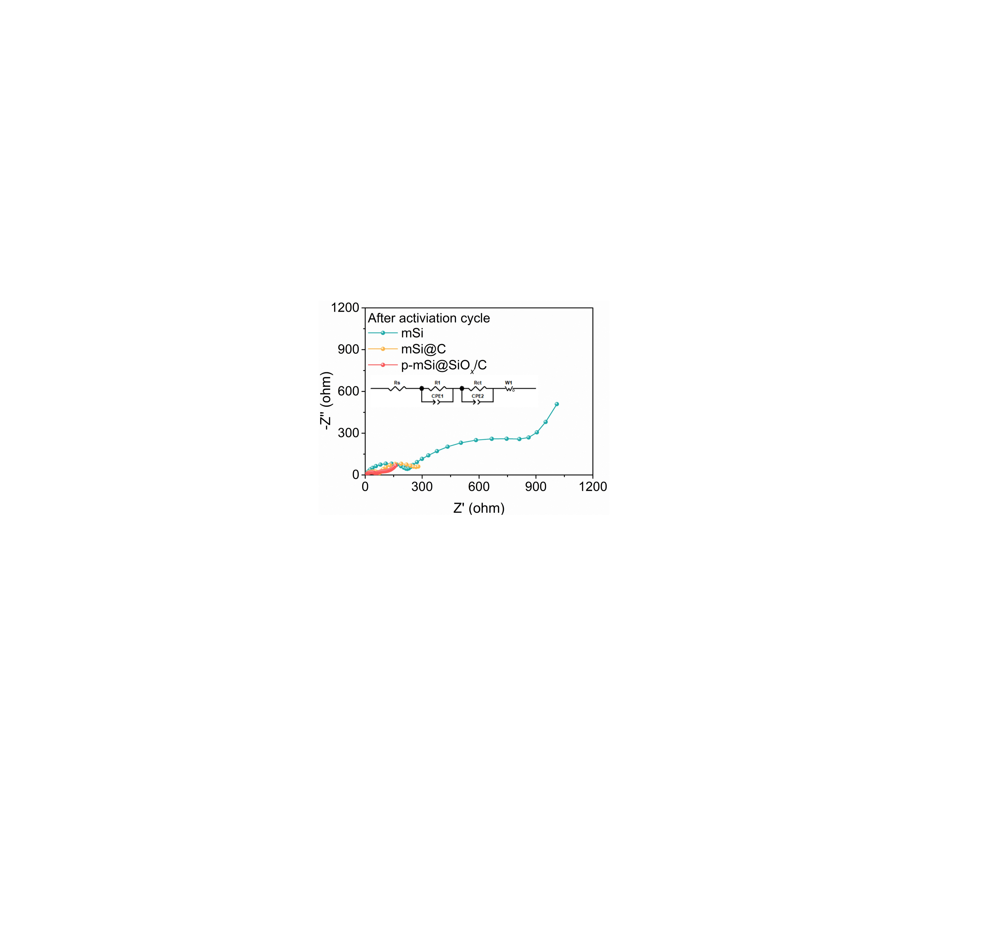 1200
900
600
300
0
-Z" (ohm)
After activiation cycle
mSi
mSi@C
p-mSi@SiOx/C
Rs R1 Rct W1
CPE1 CPE2
0 300 600 900 1200
Z' (ohm)